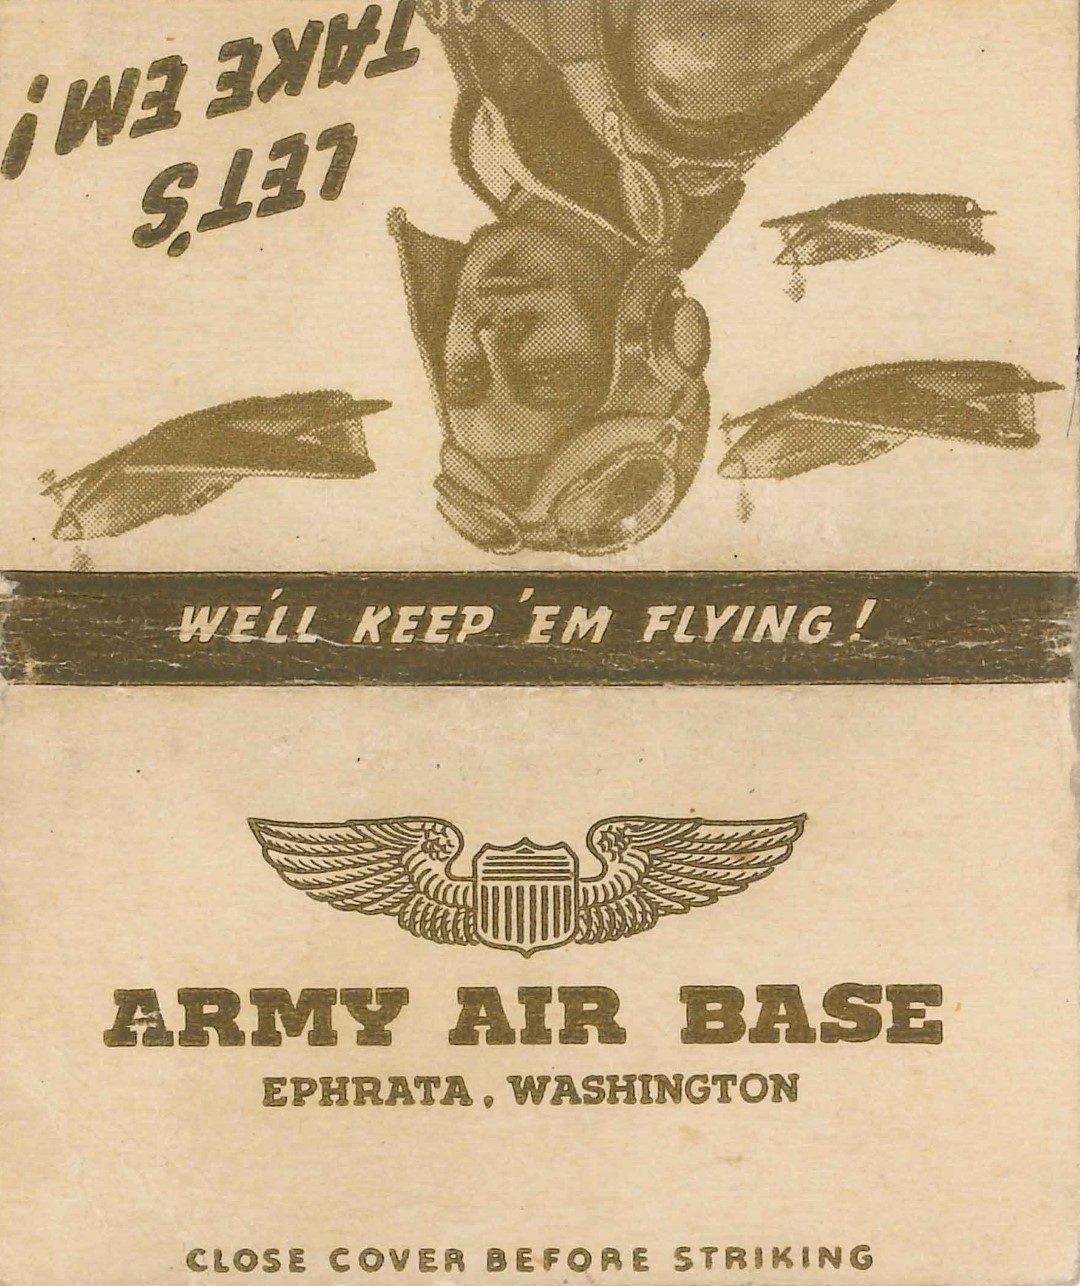 LET'S
TAKE EM!
WE'LL KEEP 'EM FLYING!
ARMY AIR BASE
EPHRATA, WASHINGTON
CLOSE COVER BEFORE STRIKING